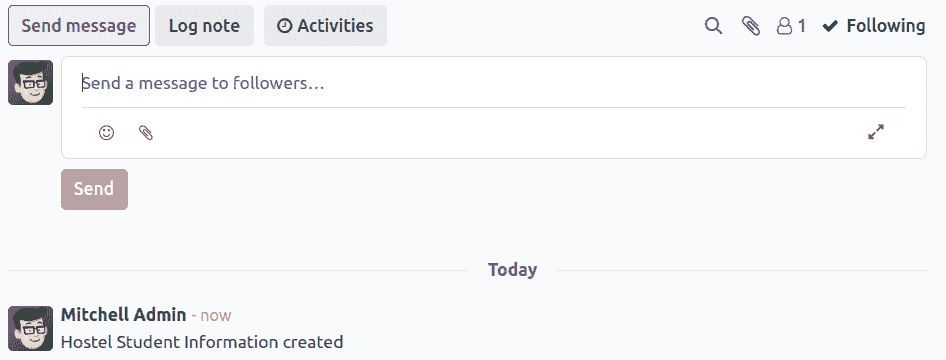 Send message Log note Activities 1 Following
Send a message to followers…
Send
Today
Mitchell Admin - now
Hostel Student Information created